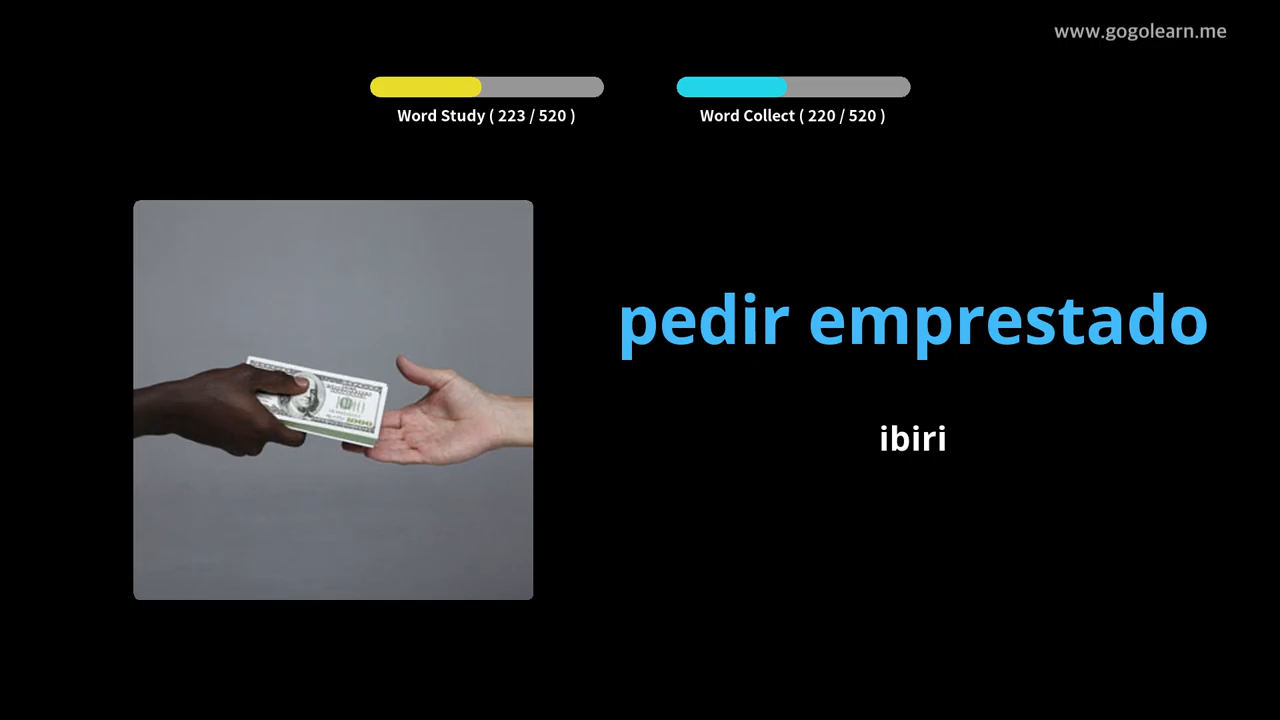 www.gogolearn.me
Word Study ( 223 / 520 )
Word Collect ( 220 / 520 )
pedir emprestado
ibiri